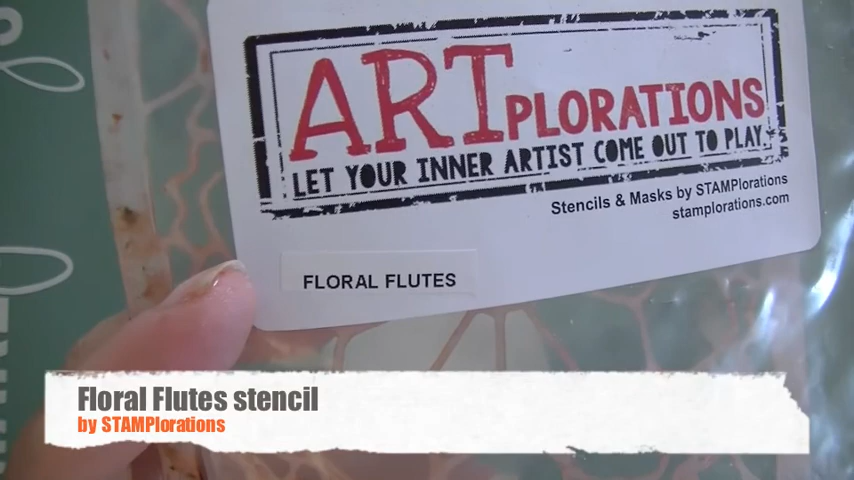 ARTPLORATIONS
LET YOUR INNER ARTIST COME OUT TO PLAY
Stencils & Masks by STAMPlorations
stamplorations.com
FLORAL FLUTES
Floral Flutes stencil
by STAMPlorations